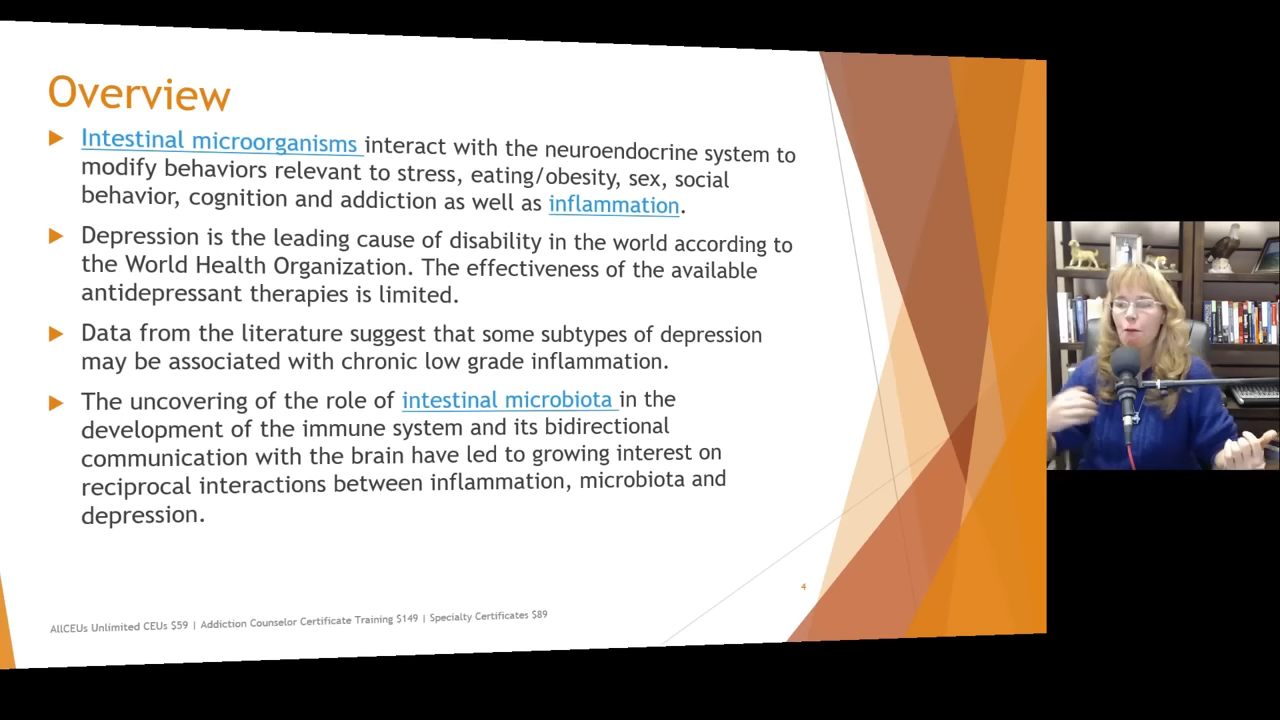 Overview
Intestinal microorganisms interact with the neuroendocrine system to
modify behaviors relevant to stress, eating/obesity, sex, social
behavior, cognition and addiction as well as inflammation.
Depression is the leading cause of disability in the world according to
the World Health Organization. The effectiveness of the available
antidepressant therapies is limited.
Data from the literature suggest that some subtypes of depression
may be associated with chronic low grade inflammation.
The uncovering of the role of intestinal microbiota in the
development of the immune system and its bidirectional
communication with the brain have led to growing interest on
reciprocal interactions between inflammation, microbiota and
depression.
4
AllCEUs Unlimited CEUs $59 | Addiction Counselor Certificate Training $149 | Specialty Certificates $89